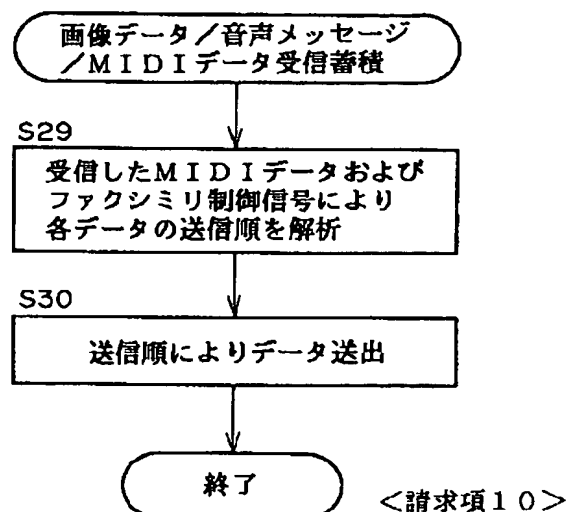 画像データ／音声メッセージ
／ＭＩＤＩデータ受信蓄積
S29
受信したＭＩＤＩデータおよび
ファクシミリ制御信号により
各データの送信順を解析
S30
送信順によりデータ送出
終了
＜請求項１０＞